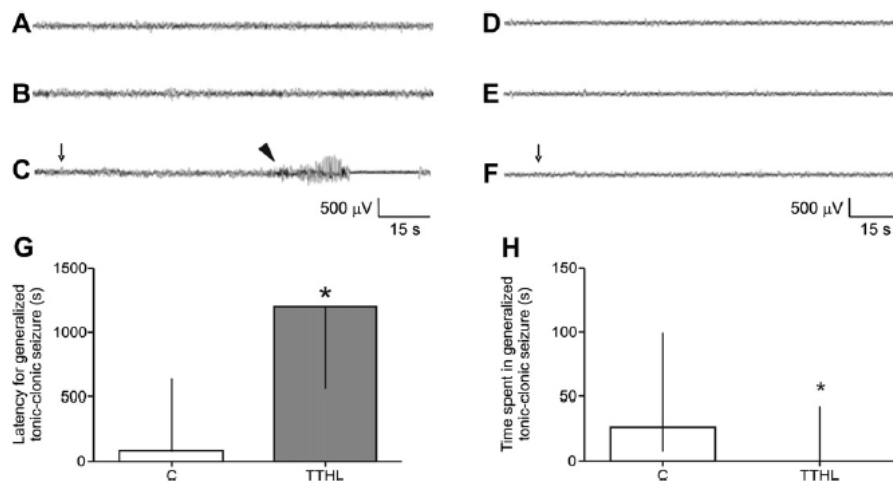 A
D
B
E
C
F
500 µV
15 s
500 µV
15 s
G
Latency for generalized
tonic-clonic seizure (s)
1500
1000
500
0
*
C
TTHL
H
Time spent in generalized
tonic-clonic seizure (s)
150
100
50
0
*
C
TTHL